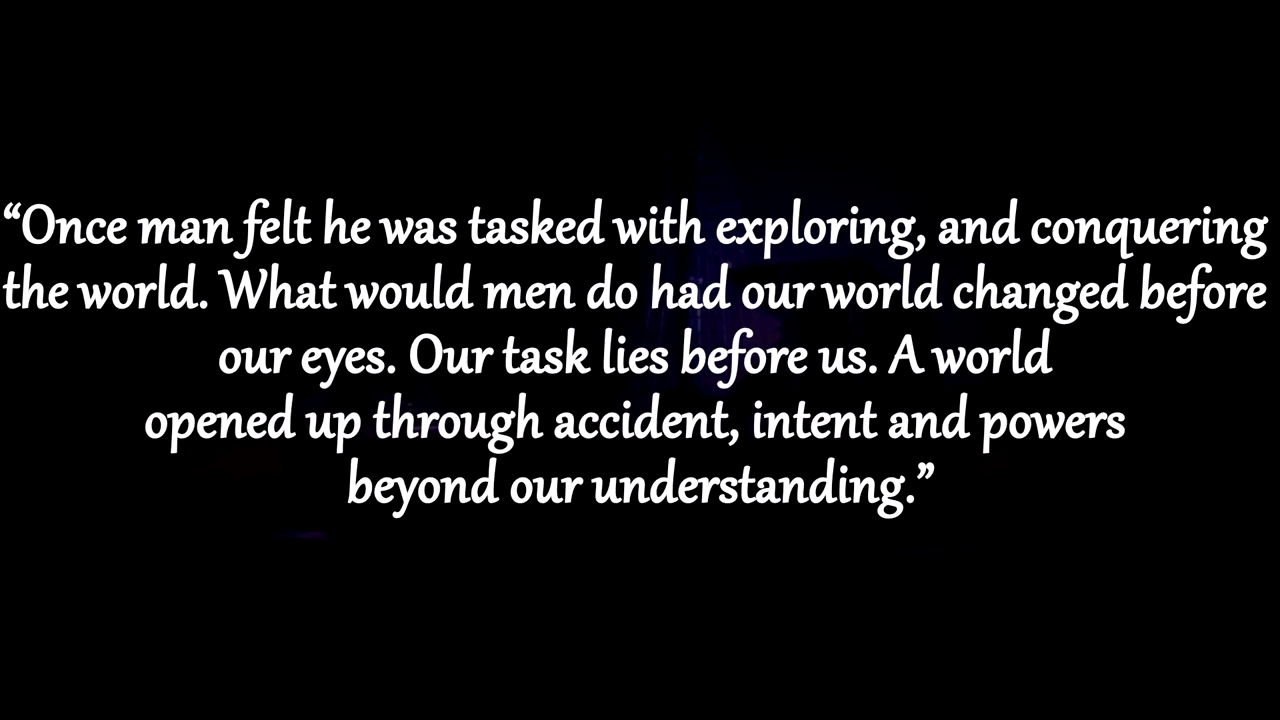 “Once man felt he was tasked with exploring, and conquering
the world. What would men do had our world changed before
our eyes. Our task lies before us. A world
opened up through accident, intent and powers
beyond our understanding.”